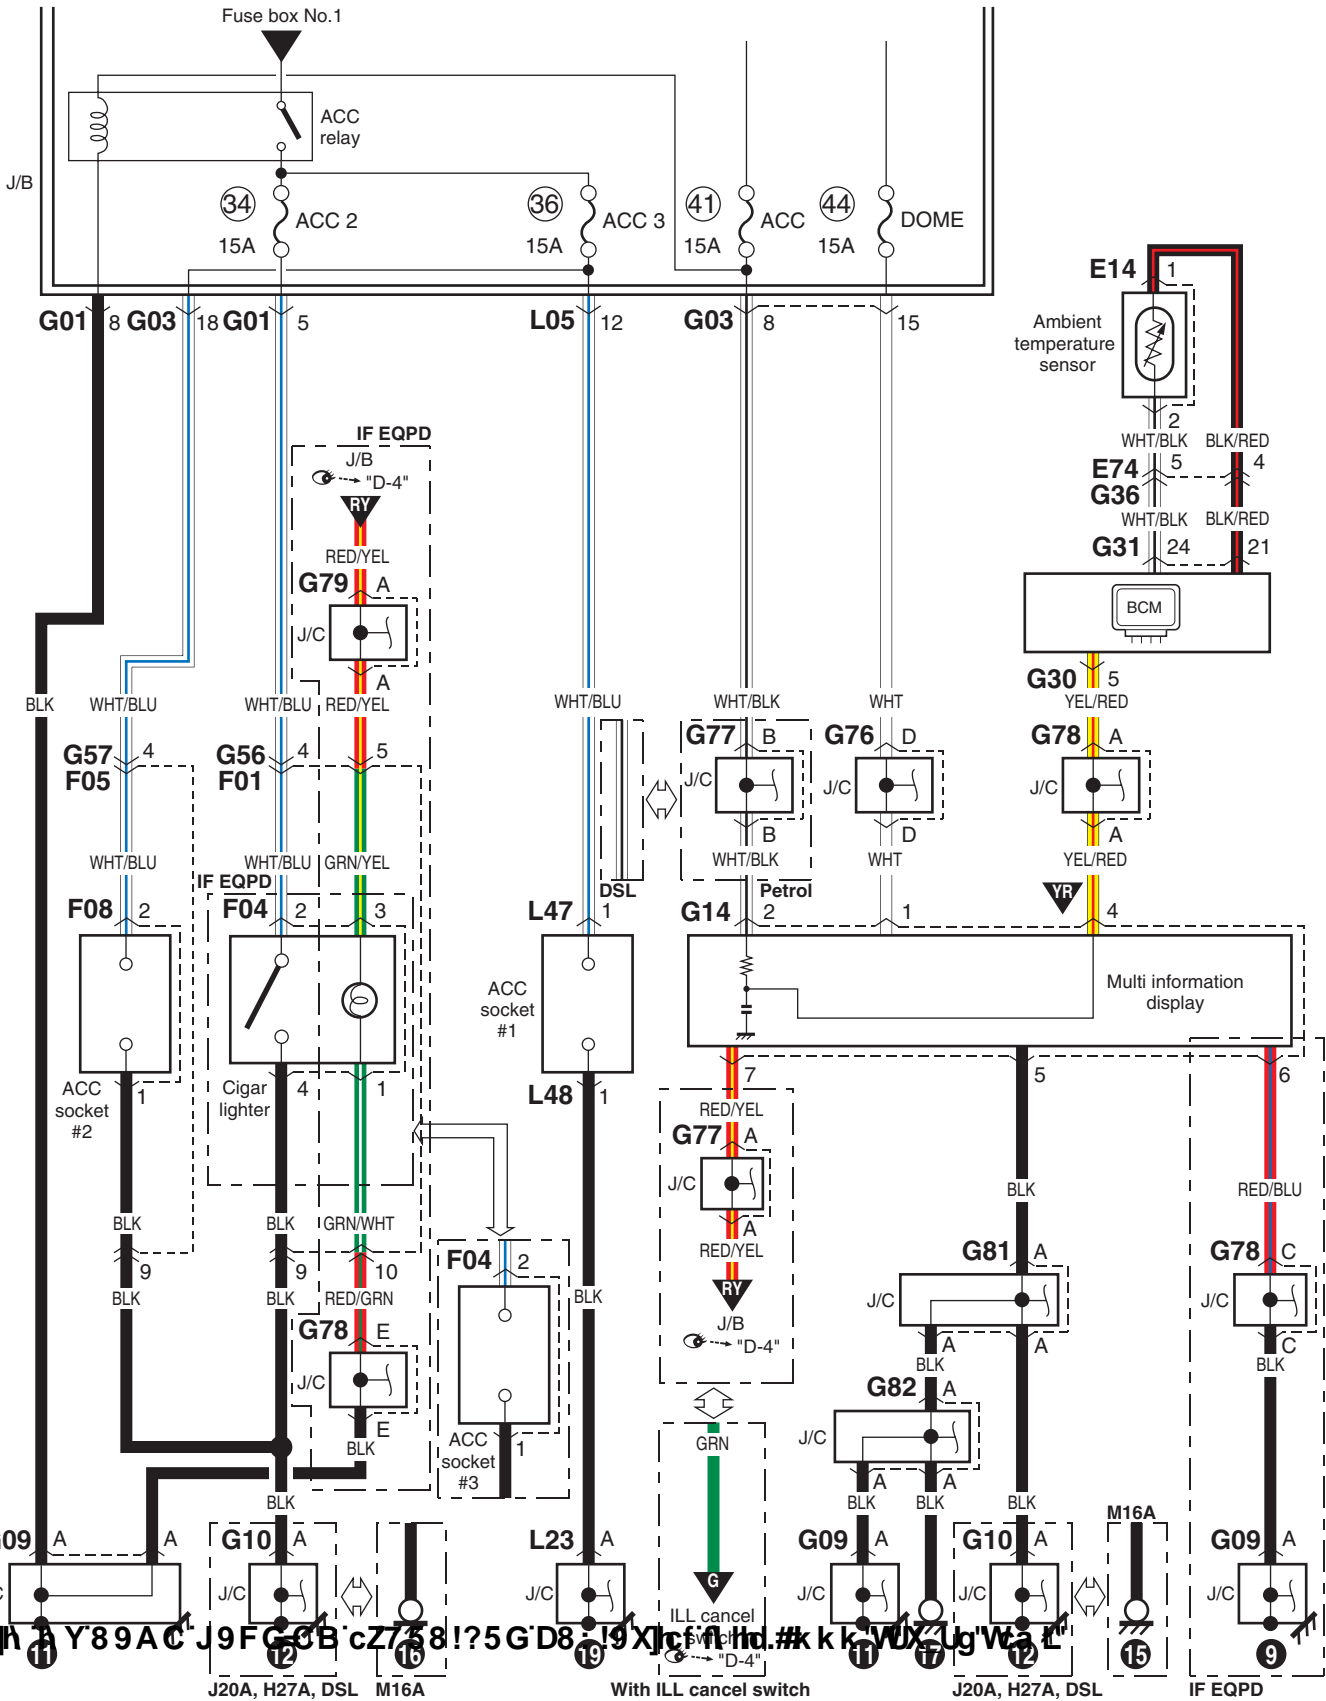 Fuse box No.1
ACC
relay
J/B
34
ACC 2
15A
36
ACC 3
15A
41
ACC
15A
44
DOME
15A
G01 8 G03 18 G01 5
L05 12
G03 8 15
E14 1
Ambient
temperature
sensor
2
WHT/BLK BLK/RED
E74 5 4
G36
WHT/BLK BLK/RED
G31 24 21
BCM
G30 5
YEL/RED
IF EQPD
J/B
"D-4"
RY
RED/YEL
G79 A
J/C
A
BLK WHT/BLU WHT/BLU RED/YEL WHT/BLU WHT/BLK WHT
G57 4 G56 4 5
F05 F01
G77 B G76 D G78 A
J/C J/C J/C
B D A
WHT/BLU WHT/BLU GRN/YEL WHT/BLK WHT YEL/RED
IF EQPD
DSL Petrol YR
F08 2 F04 2 3 L47 1 G14 2 1 4
ACC
socket
#1
Multi information
display
ACC
socket
#2
1
Cigar
lighter
4 1
L48 1
7 5 6
RED/YEL
G77 A
J/C
A
RED/YEL
RY
J/B
"D-4"
BLK
RED/BLU
BLK BLK GRN/WHT
9 9 10
BLK BLK RED/GRN
G78 E
J/C
E
BLK
F04 2
ACC
socket
#3
1
BLK
G81 A
J/C
A A
BLK
G78 C
J/C
C
BLK
G82 A
J/C
A A
GRN
BLK
BLK BLK BLK
M16A
A A G10 A L23 A G09 A G10 A G09 A
J/C J/C J/C J/C J/C
G
ILL cancel
"D-4"
11 12 16 19 11 17 12 15 9
J20A, H27A, DSL M16A With ILL cancel switch J20A, H27A, DSL IF EQPD